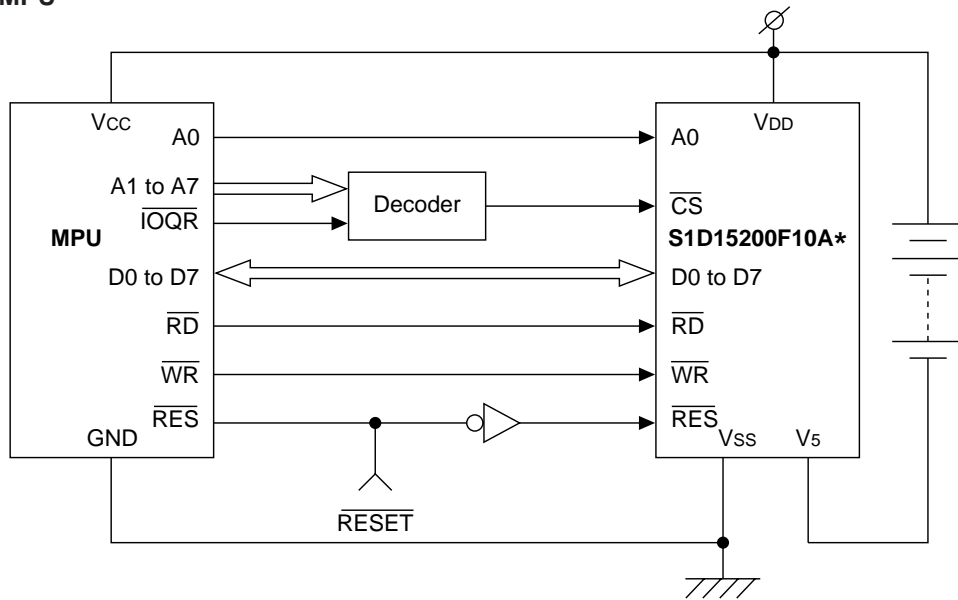 MPU
VCC
A0
A1 to A7
IOQR
MPU
D0 to D7
RD
WR
RES
GND
RESET
Decoder
VDD
A0
CS
S1D15200F10A*
D0 to D7
RD
WR
RES
VSS
V5